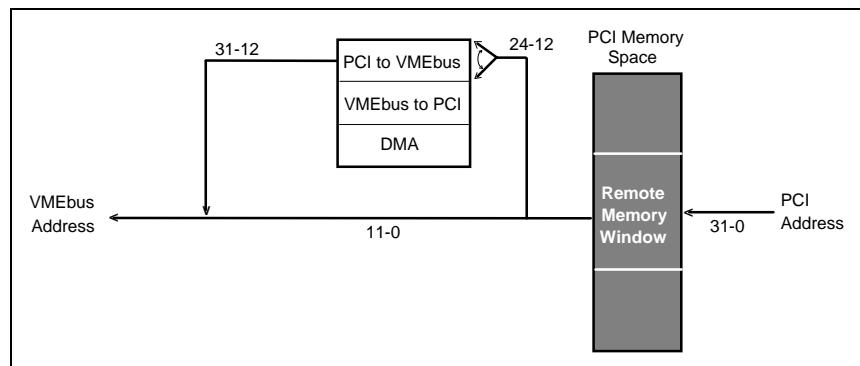 31-12
PCI to VMEbus
VMEbus to PCI
DMA
24-12
PCI Memory
Space
VMEbus
Address
11-0
Remote
Memory
Window
31-0
PCI
Address